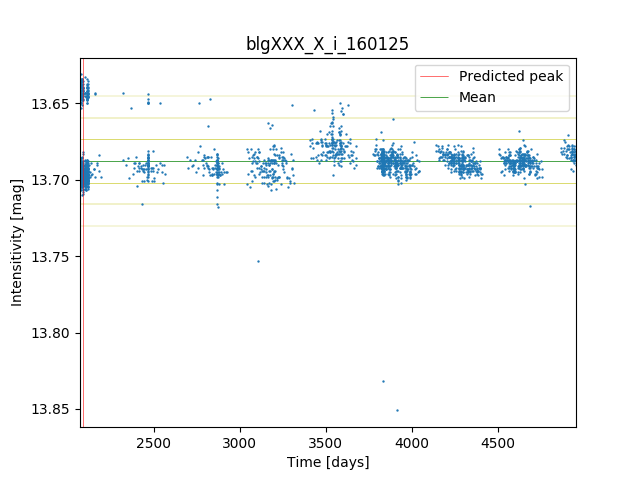 blgXXX_X_i_160125
Predicted peak
Mean
13.65
13.70
13.75
13.80
13.85
Intensitivity [mag]
2500 3000 3500 4000 4500
Time [days]